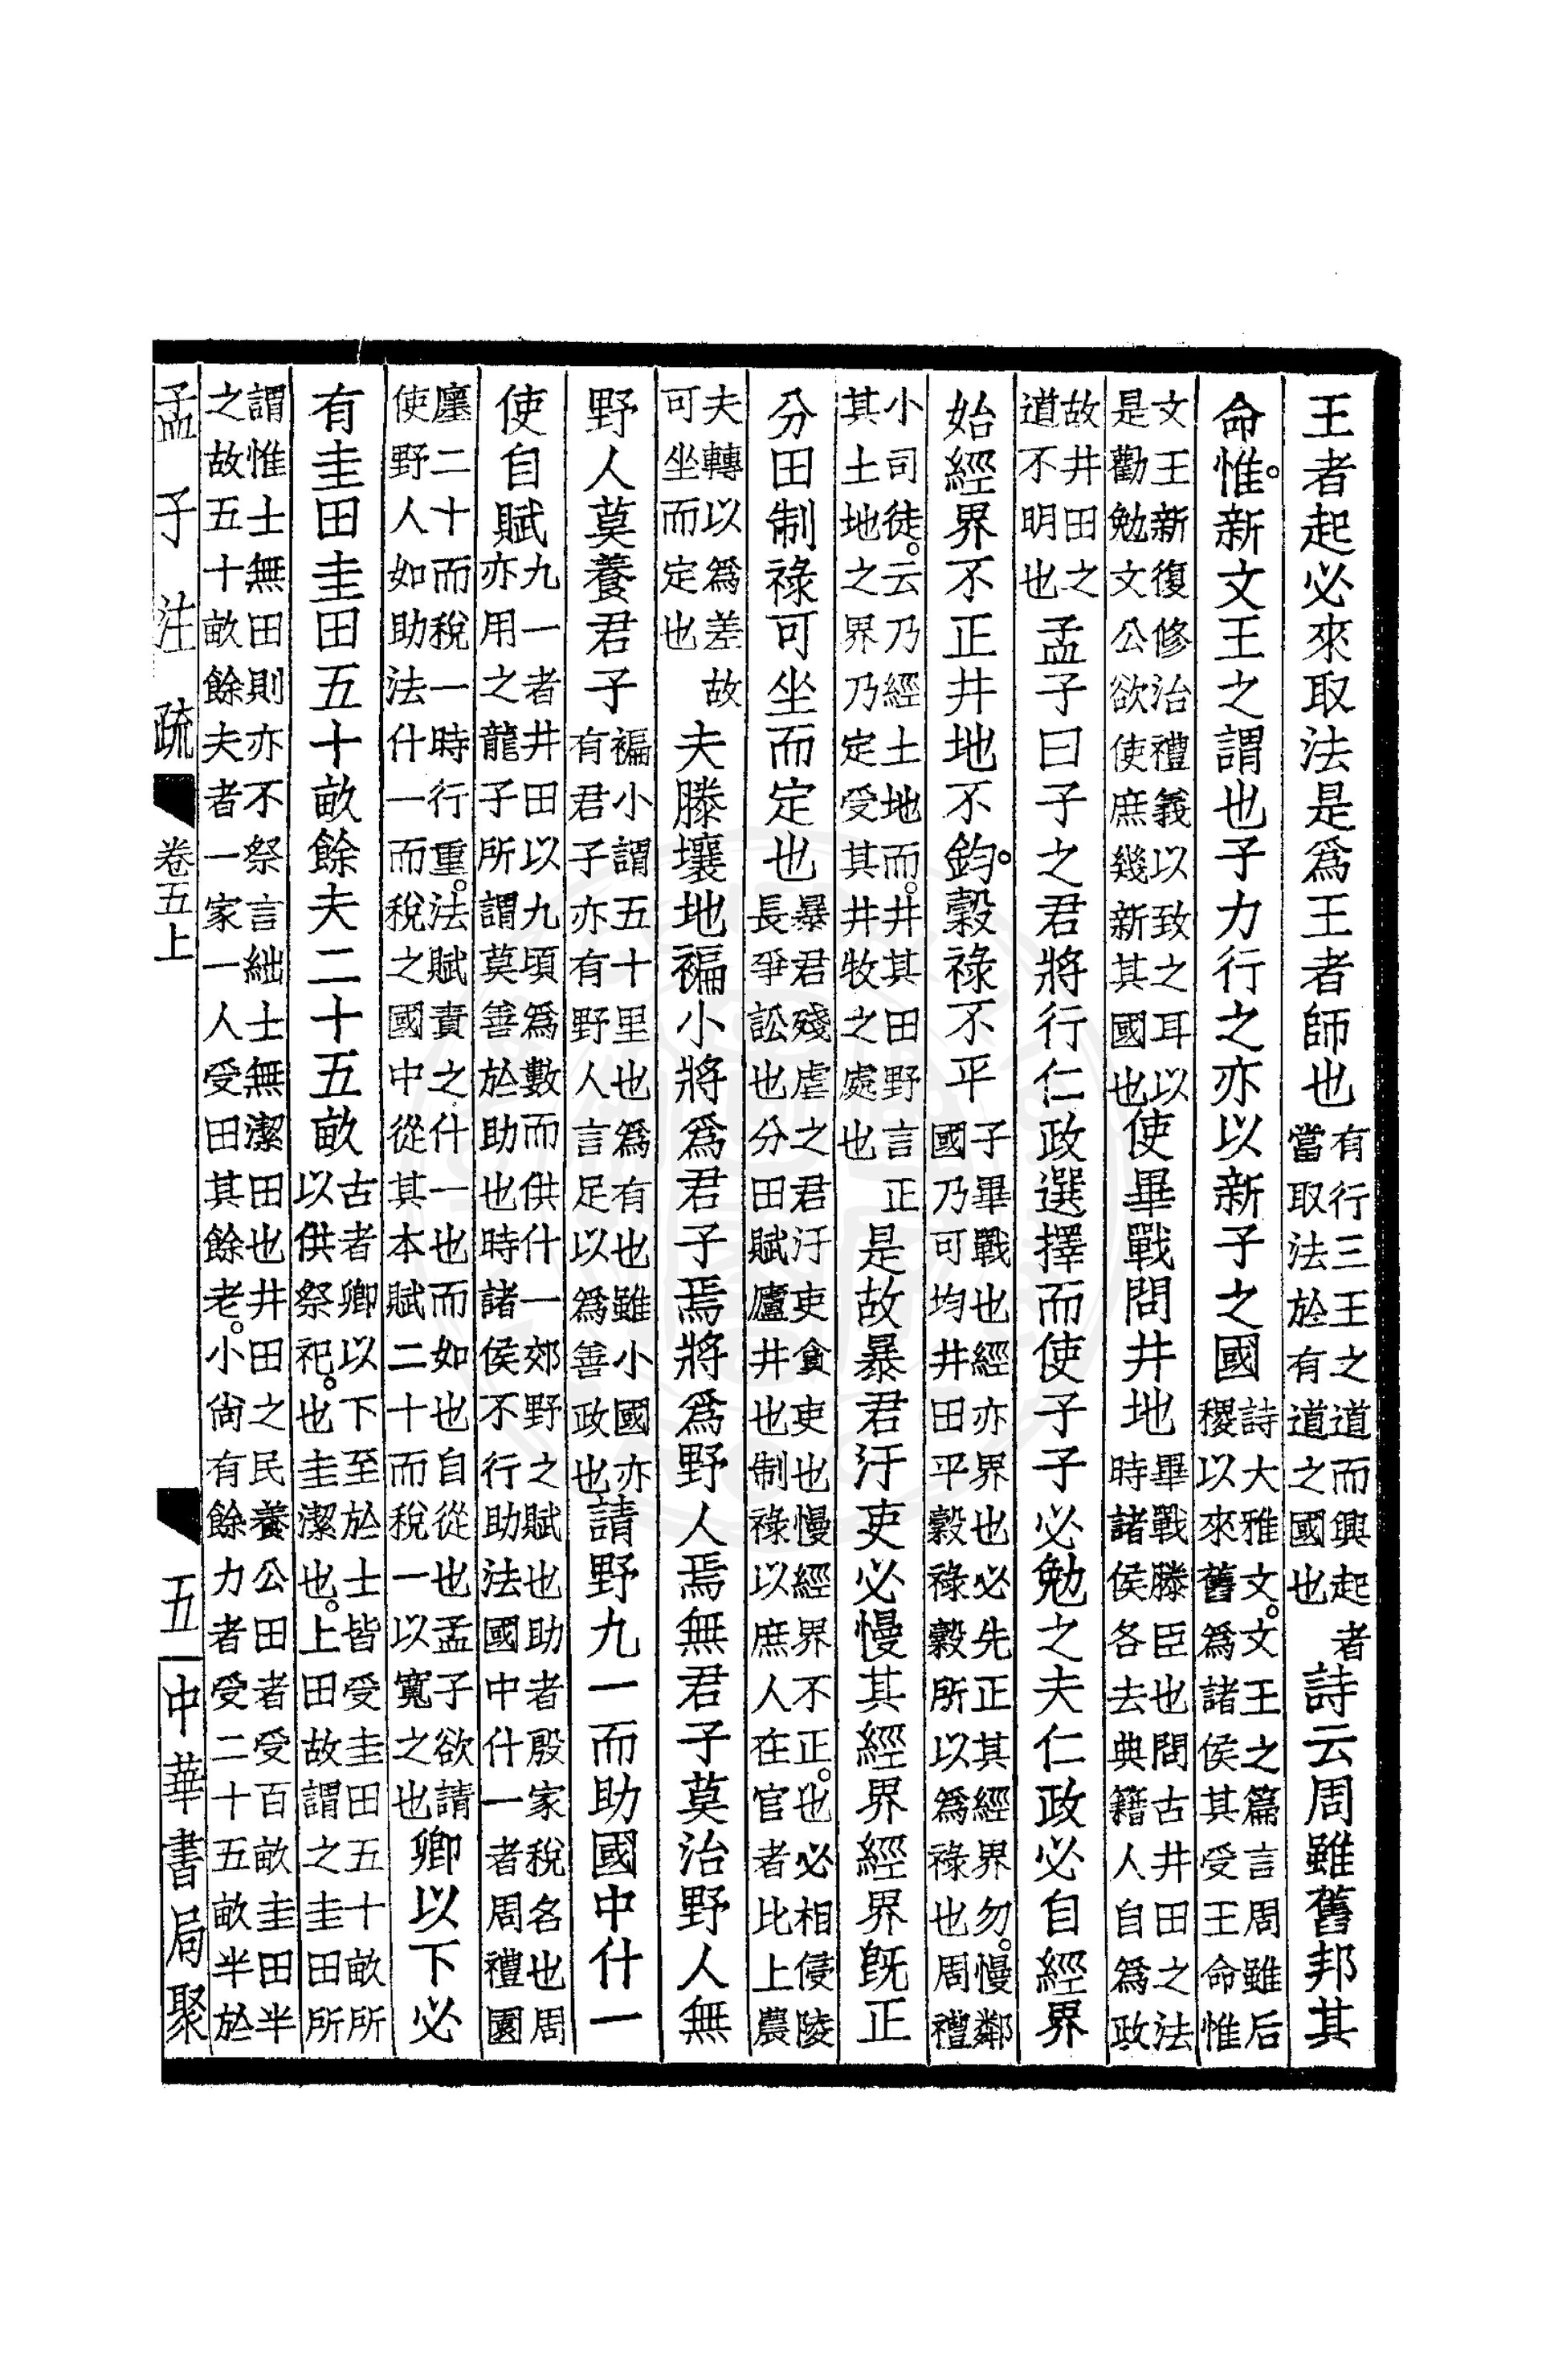 王者起必來取法是爲王者師也有行三王之道而興起者當取法於有道之國也詩云周雖舊邦其
命惟。新文王之謂也子力行之亦以新子之國詩大雅文。文王之篇言周雖后稷以來舊爲諸侯其受王命惟
文王新復修治禮義以致之耳以是勸勉文公欲使庶幾新其國也使畢戰問井地畢戰滕臣也問古井田之法時諸侯各去典籍人自爲政
故井田之道不明也孟子曰子之君將行仁政選擇而使子子必勉之夫仁政必自經界
始經界不正井地不鈞。穀祿不平子畢戰也經亦界也必先正其經界勿。慢鄰國乃可均井田平穀祿穀所以爲祿也周禮
小司徒。云乃經土地而。井其田野言正其土地之界乃定受其井牧之處也是故暴君汙吏必慢其經界經界既正
分田制祿可坐而定也暴君殘虐之君汙吏貪吏也慢經界不正。也必相侵陵長爭訟也分田賦廬井也制祿以庶人在官者比上農
夫轉以爲差故可坐而定也夫滕壤地褊小將爲君子焉將爲野人焉無君子莫治野人無
野人莫養君子褊小謂五十里也爲有也雖小國亦有君子亦有野人言足以爲善政也請野九一而助國中什一
使自賦九一者井田以九頃爲數而供什一郊野之賦也助者殷家稅名也周亦用之龍子所謂莫善於助也時諸侯不行助法國中什一者周禮園
廛二十而稅一時行重。法賦責之什一也而如也自從也孟子欲請使野人如助法什一而稅之國中從其本賦二十而稅一以寬之也卿以下必
有圭田圭田五十畝餘夫二十五畝古者卿以下至於士皆受圭田五十畝所以供祭祀。也圭潔也。上田故謂之圭田所
謂惟士無田則亦不祭言絀士無潔田也井田之民養公田者受百畝圭田半之故五十畝餘夫者一家一人受田其餘老。小尙有餘力者受二十五畝半於
孟子注疏 卷五上 五 中華書局聚